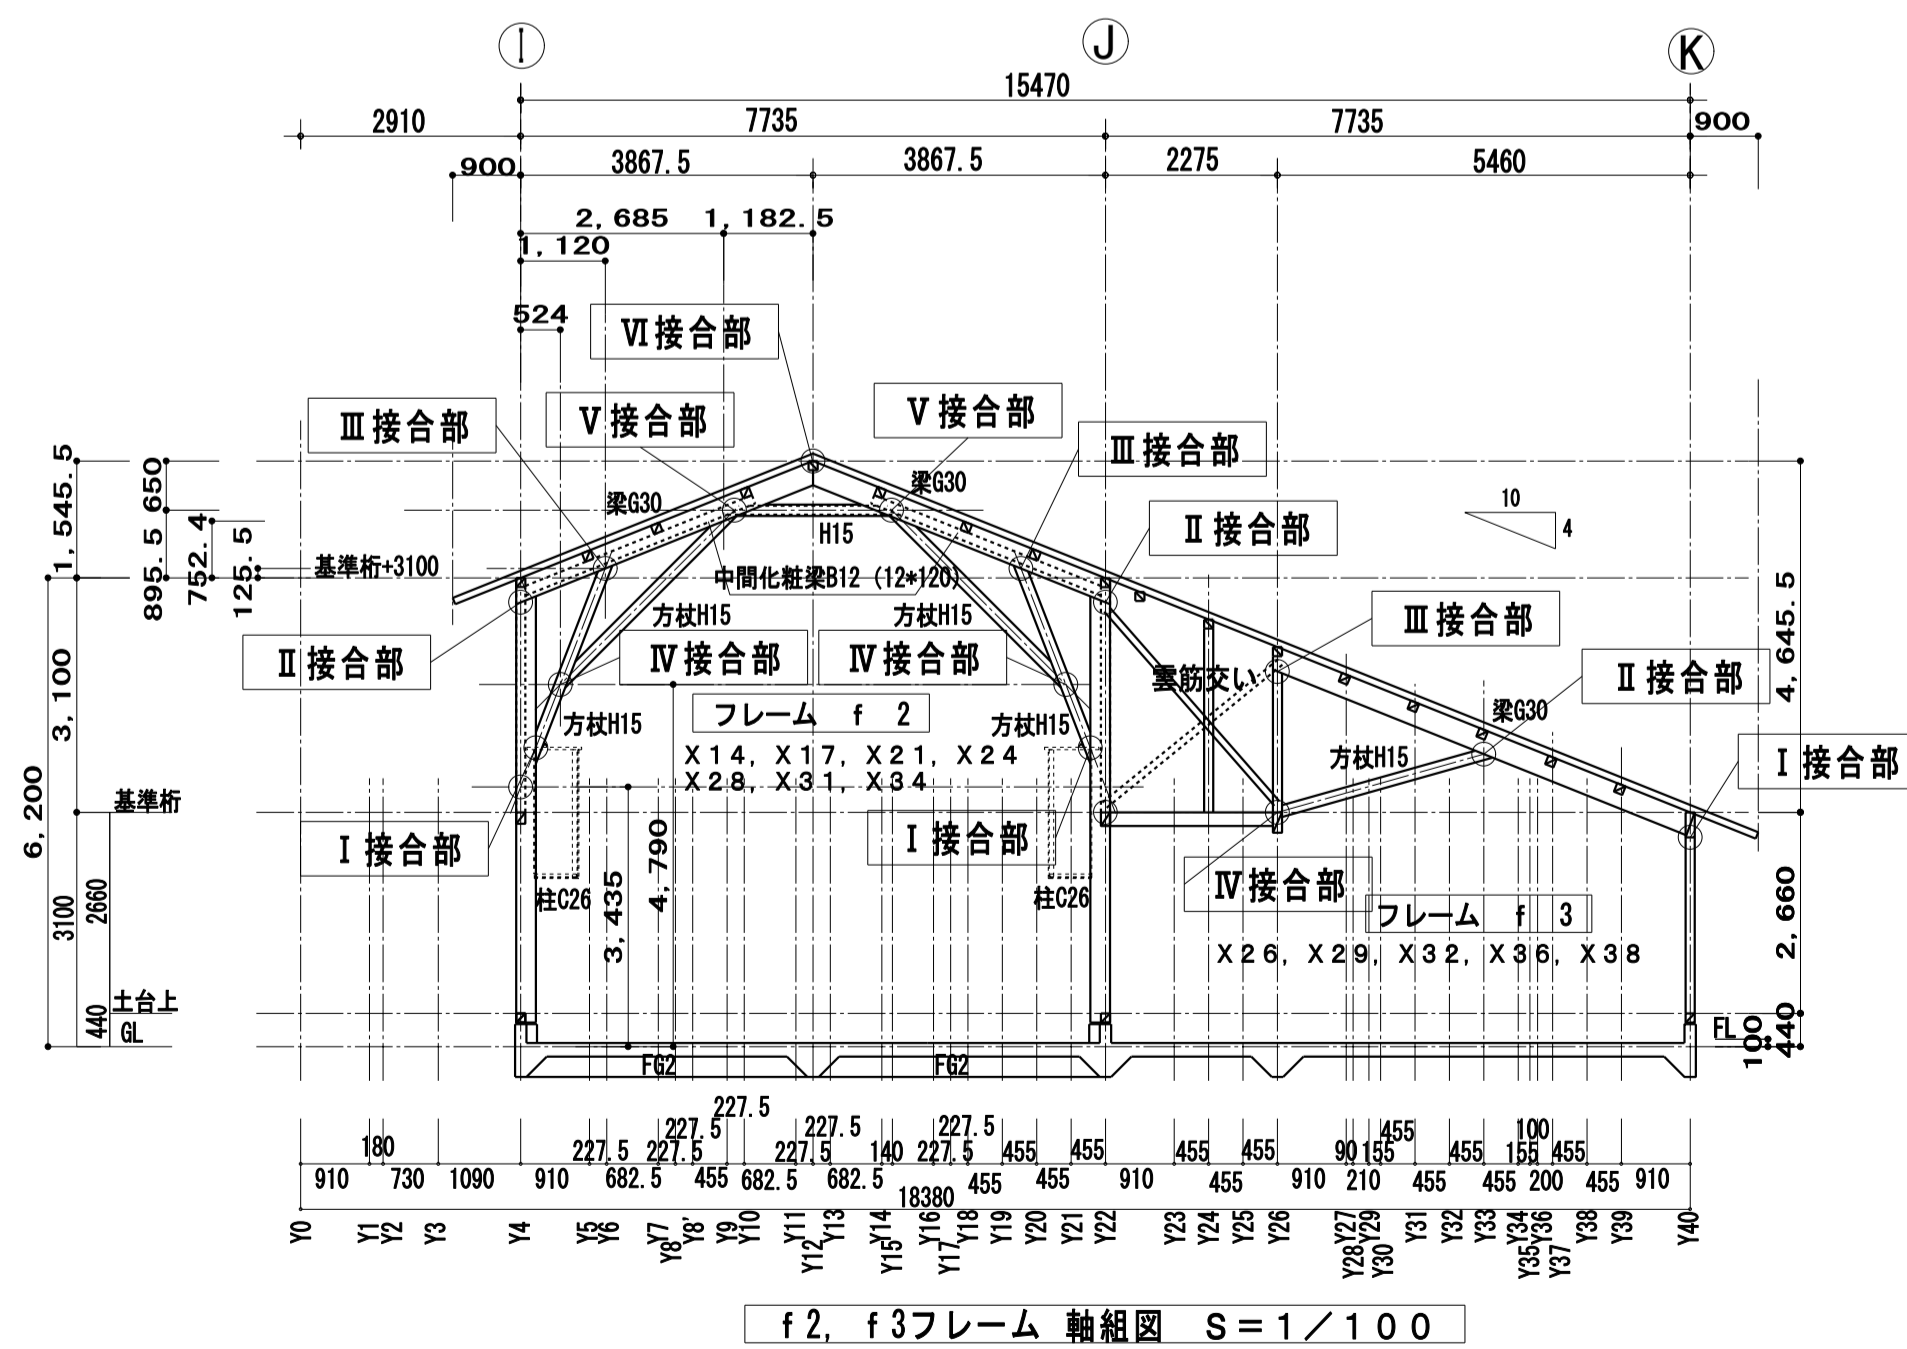 I
J
K
15470
2910
7735
7735
900
900
3867.5
3867.5
2275
5460
2,685
1,182.5
1,120
524
Ⅵ接合部
Ⅲ接合部
Ⅴ接合部
Ⅴ接合部
Ⅲ接合部
Ⅱ接合部
梁G30
梁G30
H15
10
4
1,545.5
650
895.5
752.4
125.5
基準桁+3100
中間化粧梁B12 (12*120)
方杖H15
方杖H15
Ⅱ接合部
Ⅳ接合部
Ⅳ接合部
Ⅲ接合部
Ⅱ接合部
雲筋交い
梁G30
方杖H15
方杖H15
方杖H15
フレーム f 2
X14, X17, X21, X24
X28, X31, X34
Ⅰ接合部
Ⅰ接合部
Ⅰ接合部
Ⅳ接合部
3,100
6,200
4,645.5
基準桁
3100
2660
440
土台上
GL
柱C26
柱C26
3,435
4,790
フレーム f 3
X26, X29, X32, X36, X38
2,660
440
100
FL
FG2
FG2
227.5
227.5
227.5
227.5
455
100
180
227.5
227.5
227.5
140
227.5
455
455
455
455
90
155
455
155
455
910
730
1090
910
682.5
455
682.5
682.5
455
455
910
455
910
210
455
455
200
455
910
18380
Y0
Y1
Y2
Y3
Y4
Y5
Y6
Y7
Y8
Y8'
Y9
Y10
Y11
Y12
Y13
Y14
Y15
Y16
Y17
Y18
Y19
Y20
Y21
Y22
Y23
Y24
Y25
Y26
Y27
Y28
Y29
Y30
Y31
Y32
Y33
Y34
Y35
Y36
Y37
Y38
Y39
Y40
f2, f3フレーム 軸組図 S=1/100